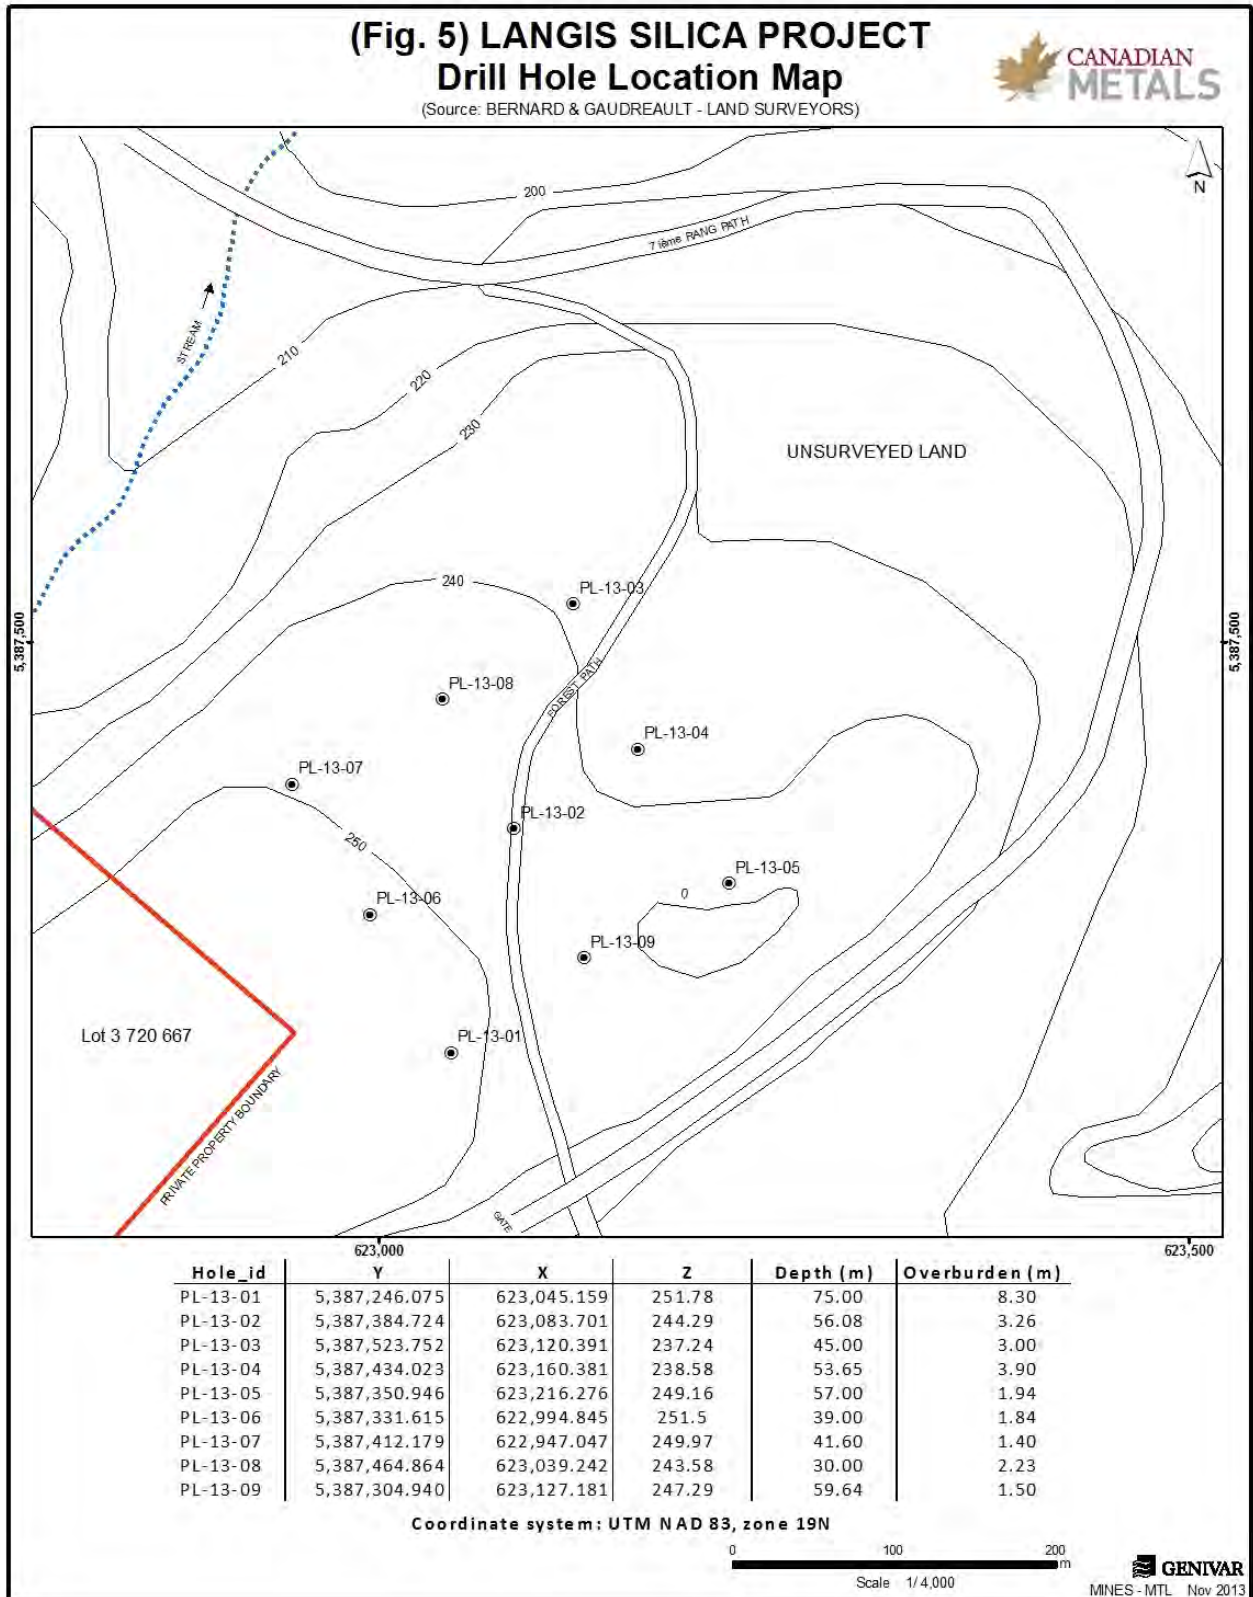 (Fig. 5) LANGIS SILICA PROJECT
Drill Hole Location Map
(Source: BERNARD & GAUDREAULT - LAND SURVEYORS)
CANADIAN
METALS
N
200
7 ième RANG PATH
STREAM
210
220
230
UNSURVEYED LAND
240
PL-13-03
5,387,500
5,387,500
FOREST PATH
PL-13-08
PL-13-04
PL-13-07
PL-13-02
250
PL-13-05
PL-13-06
0
PL-13-09
Lot 3 720 667
PL-13-01
PRIVATE PROPERTY BOUNDARY
GATE
623,000
623,500
Hole_id Y X Z Depth (m) Overburden (m)
PL-13-01 5,387,246.075 623,045.159 251.78 75.00 8.30
PL-13-02 5,387,384.724 623,083.701 244.29 56.08 3.26
PL-13-03 5,387,523.752 623,120.391 237.24 45.00 3.00
PL-13-04 5,387,434.023 623,160.381 238.58 53.65 3.90
PL-13-05 5,387,350.946 623,216.276 249.16 57.00 1.94
PL-13-06 5,387,331.615 622,994.845 251.5 39.00 1.84
PL-13-07 5,387,412.179 622,947.047 249.97 41.60 1.40
PL-13-08 5,387,464.864 623,039.242 243.58 30.00 2.23
PL-13-09 5,387,304.940 623,127.181 247.29 59.64 1.50
Coordinate system: UTM NAD 83, zone 19N
0 100 200
m
Scale 1/4,000
GENIVAR
MINES - MTL Nov 2013